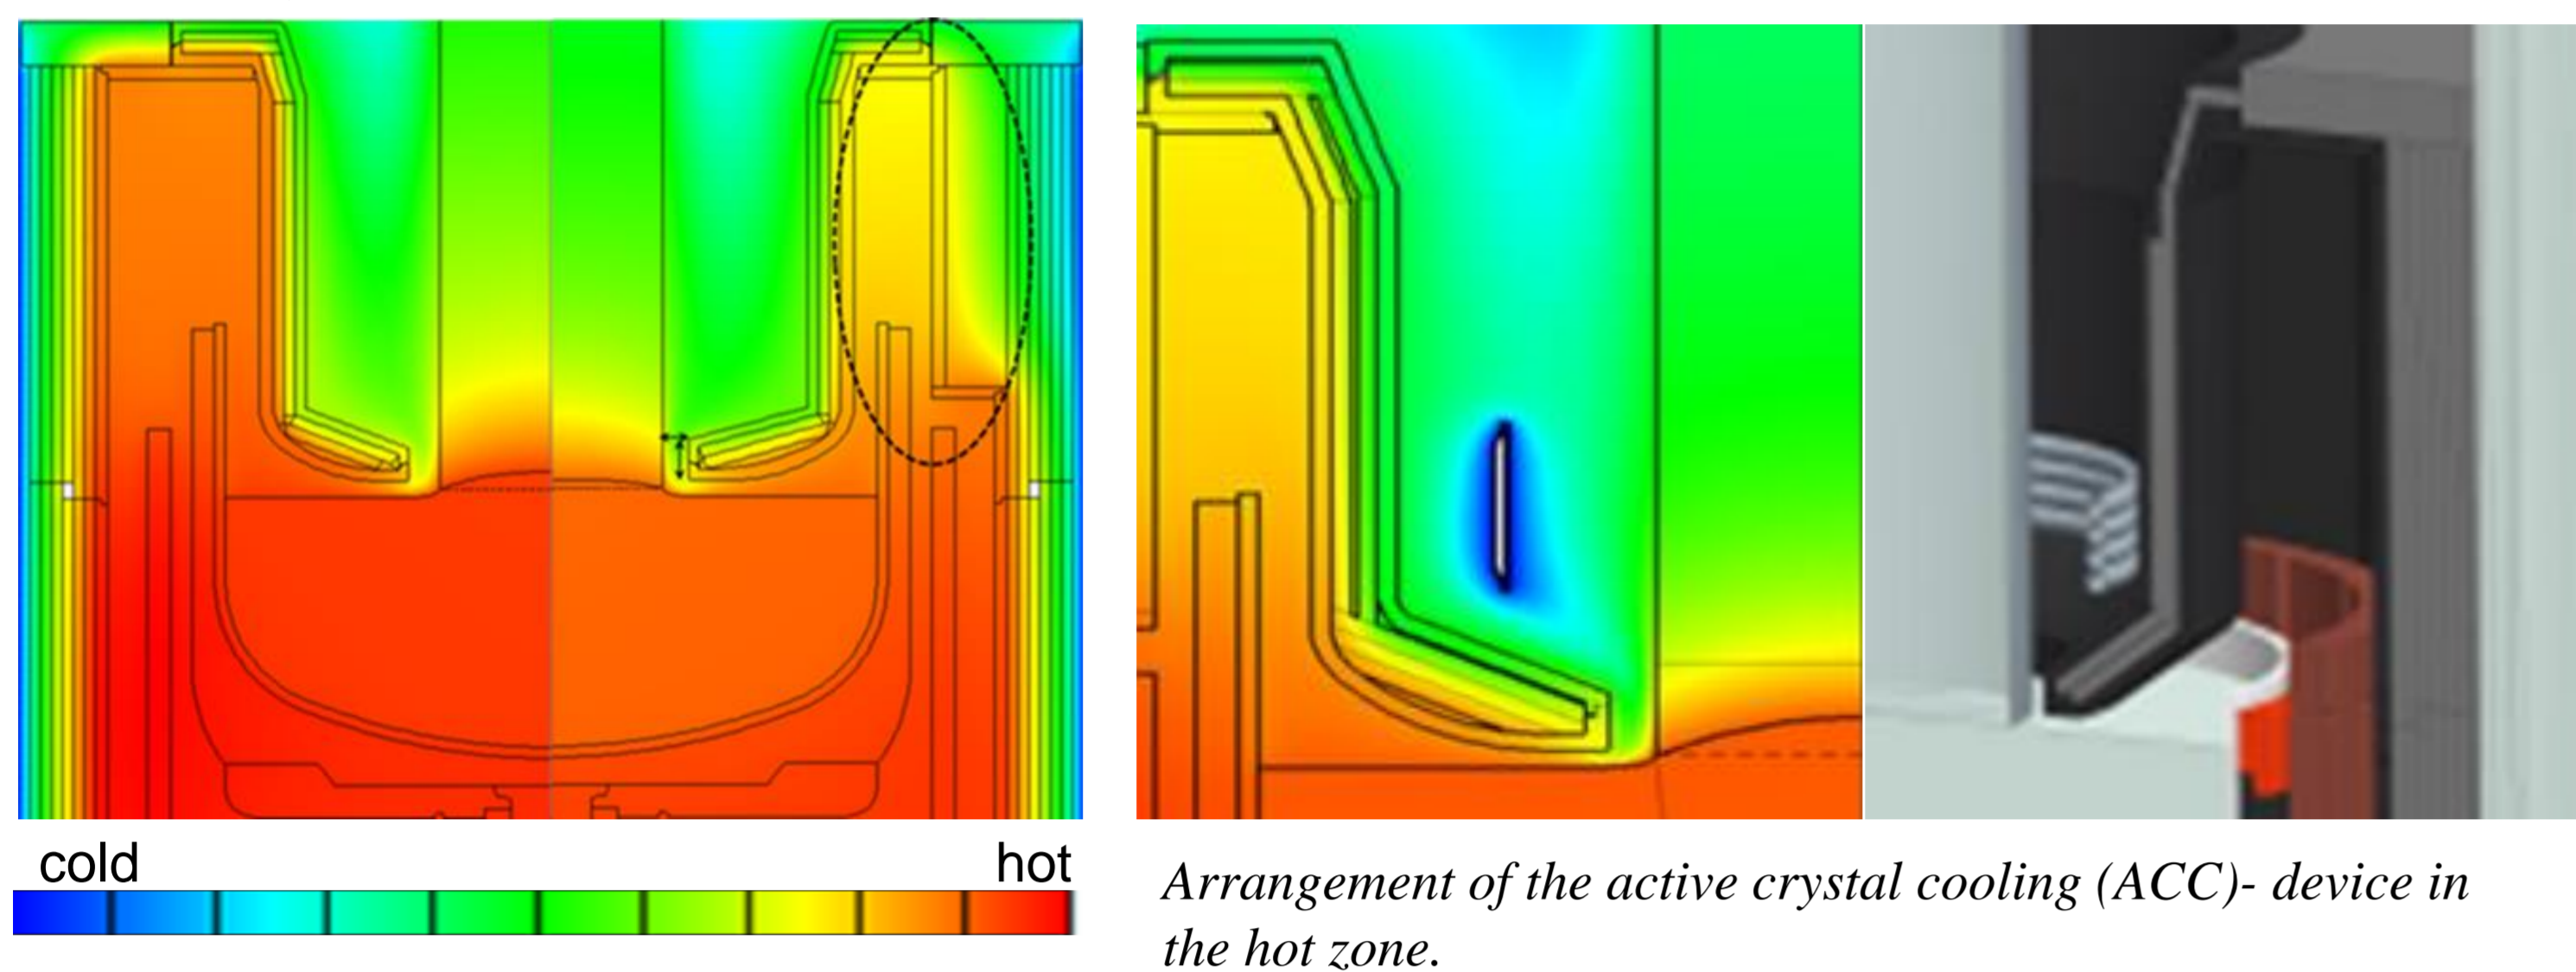 cold hot
Arrangement of the active crystal cooling (ACC)- device in
the hot zone.